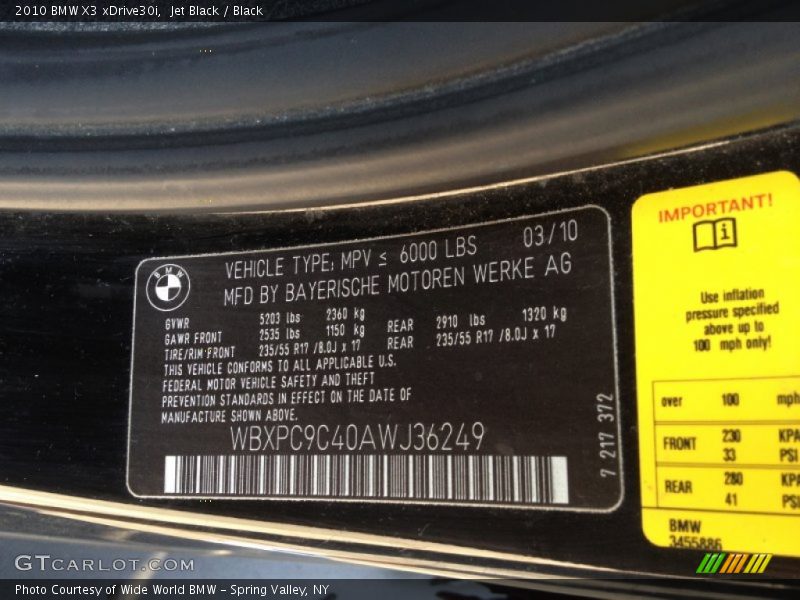 2010 BMW X3 xDrive30i, Jet Black / Black
BMW
VEHICLE TYPE, MPV ≤ 6000 LBS 03/10
MFD BY BAYERISCHE MOTOREN WERKE AG
GVWR 5203 lbs 2360 kg
GAWR FRONT 2535 lbs 1150 kg REAR 2910 lbs 1320 kg
TIRE/RIM:FRONT 235/55 R17 /8.0J x 17 REAR 235/55 R17 /8.0J x 17
THIS VEHICLE CONFORMS TO ALL APPLICABLE U.S.
FEDERAL MOTOR VEHICLE SAFETY AND THEFT
PREVENTION STANDARDS IN EFFECT ON THE DATE OF
MANUFACTURE SHOWN ABOVE.
WBXPC9C40AWJ36249
7 217 372
IMPORTANT!
i
Use inflation
pressure specified
above up to
100 mph only!
over 100 mph
FRONT 230 KPA
33 PSI
REAR 280 KPA
41 PSI
BMW
3455886
GTCARLOT.COM
Photo Courtesy of Wide World BMW - Spring Valley, NY